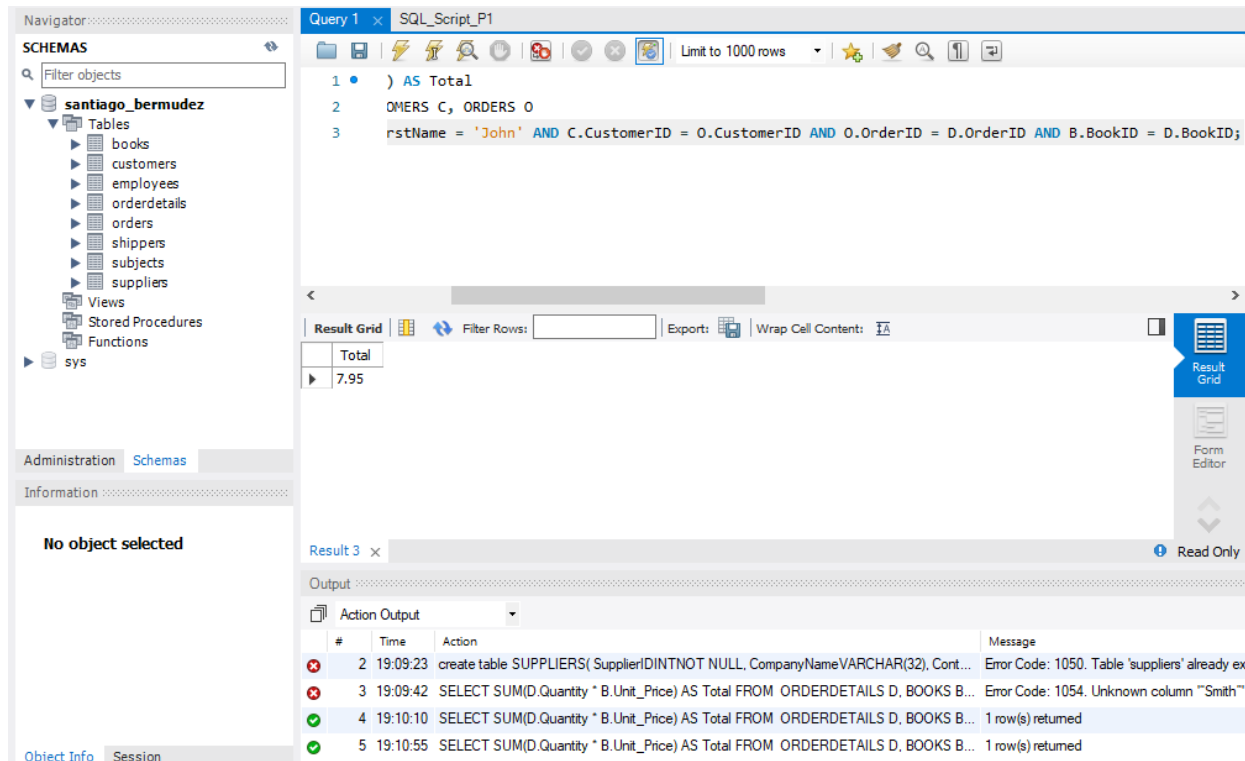 Navigator
SCHEMAS
Filter objects
santiago_bermudez
Tables
books
customers
employees
orderdetails
orders
shippers
subjects
suppliers
Views
Stored Procedures
Functions
sys
Administration Schemas
Information
No object selected
Object Info Session
Query 1 SQL_Script_P1
Limit to 1000 rows
1 ) AS Total
2 OMERS C, ORDERS O
3 rstName = 'John' AND C.CustomerID = O.CustomerID AND O.OrderID = D.OrderID AND B.BookID = D.BookID;
Result Grid Filter Rows: Export: Wrap Cell Content:
Total
7.95
Result
Grid
Form
Editor
Result 3 Read Only
Output
Action Output
# Time Action Message
2 19:09:23 create table SUPPLIERS( SupplierIDINTNOT NULL, CompanyNameVARCHAR(32), Cont... Error Code: 1050. Table 'suppliers' already ex
3 19:09:42 SELECT SUM(D.Quantity * B.Unit_Price) AS Total FROM ORDERDETAILS D, BOOKS B... Error Code: 1054. Unknown column '"Smith"'
4 19:10:10 SELECT SUM(D.Quantity * B.Unit_Price) AS Total FROM ORDERDETAILS D, BOOKS B... 1 row(s) returned
5 19:10:55 SELECT SUM(D.Quantity * B.Unit_Price) AS Total FROM ORDERDETAILS D, BOOKS B... 1 row(s) returned